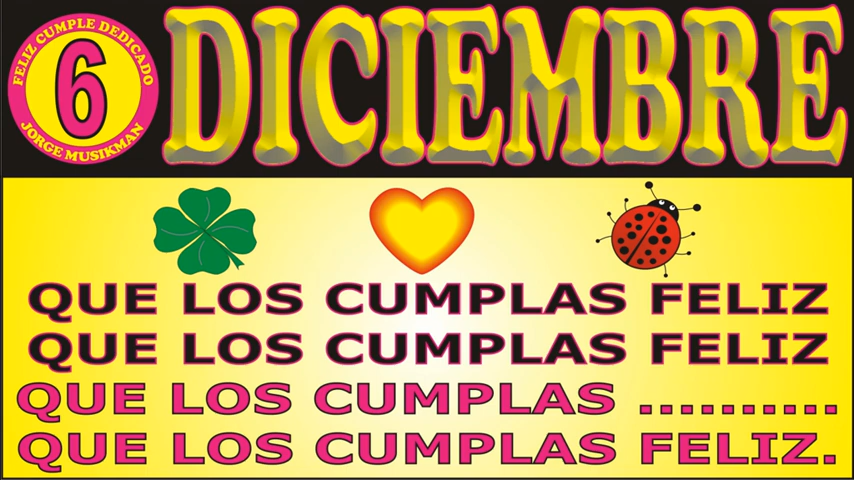 FELIZ CUMPLE DEDICADO
6
JORGE MUSIKMAN
DICIEMBRE
QUE LOS CUMPLAS FELIZ
QUE LOS CUMPLAS FELIZ
QUE LOS CUMPLAS ..........
QUE LOS CUMPLAS FELIZ.